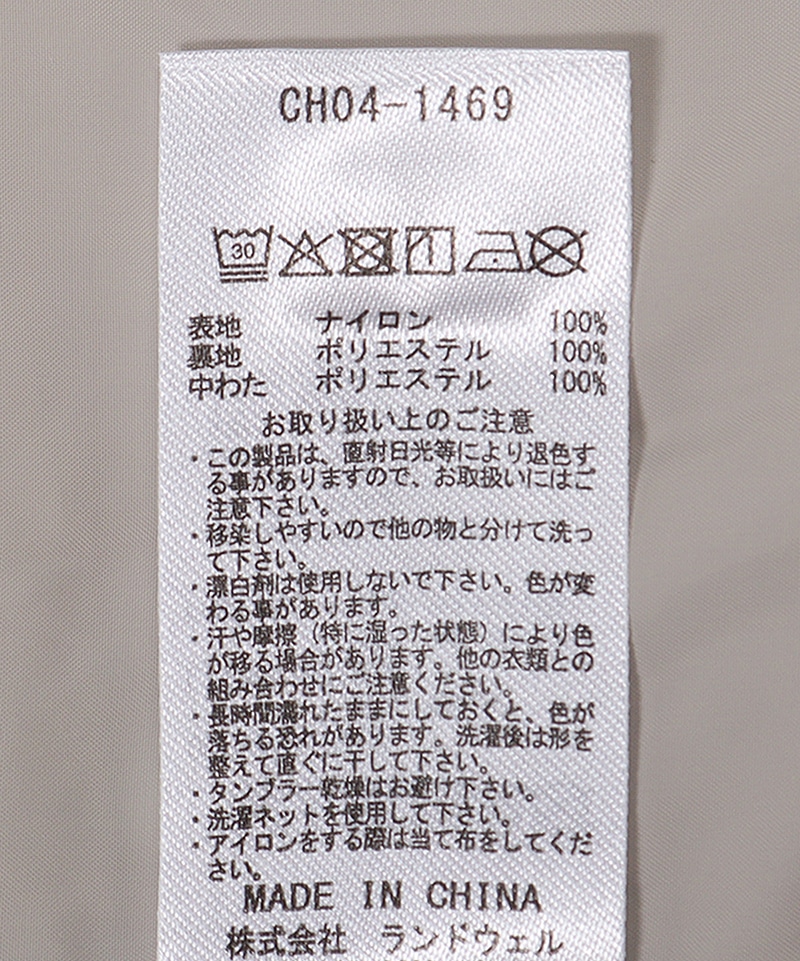 CH04-1469
30
表地 ナイロン 100%
裏地 ポリエステル 100%
中わた ポリエステル 100%
お取り扱い上のご注意
・この製品は、直射日光等により退色す
る事がありますので、お取扱いにはご
注意下さい。
・移染しやすいので他の物と分けて洗っ
て下さい。
・漂白剤は使用しないで下さい。色が変
わる事があります。
・汗や摩擦（特に湿った状態）により色
が移る場合があります。他の衣類との
組み合わせにご注意ください。
・長時間濡れたままにしておくと、色が
落ちる恐れがあります。洗濯後は形を
整えて直ぐに干して下さい。
・タンブラー乾燥はお避け下さい。
・洗濯ネットを使用して下さい。
・アイロンをする際は当て布をしてくだ
さい。
MADE IN CHINA
株式会社 ランドウェル